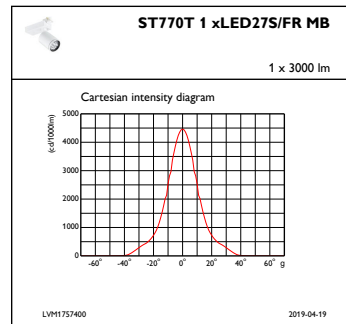 ST770T 1 xLED27S/FR MB
1 x 3000 lm
Cartesian intensity diagram
(cd/1000lm)
5000
4000
3000
2000
1000
0
-60° -40° -20° 0° 20° 40° 60° g
LVM1757400 2019-04-19